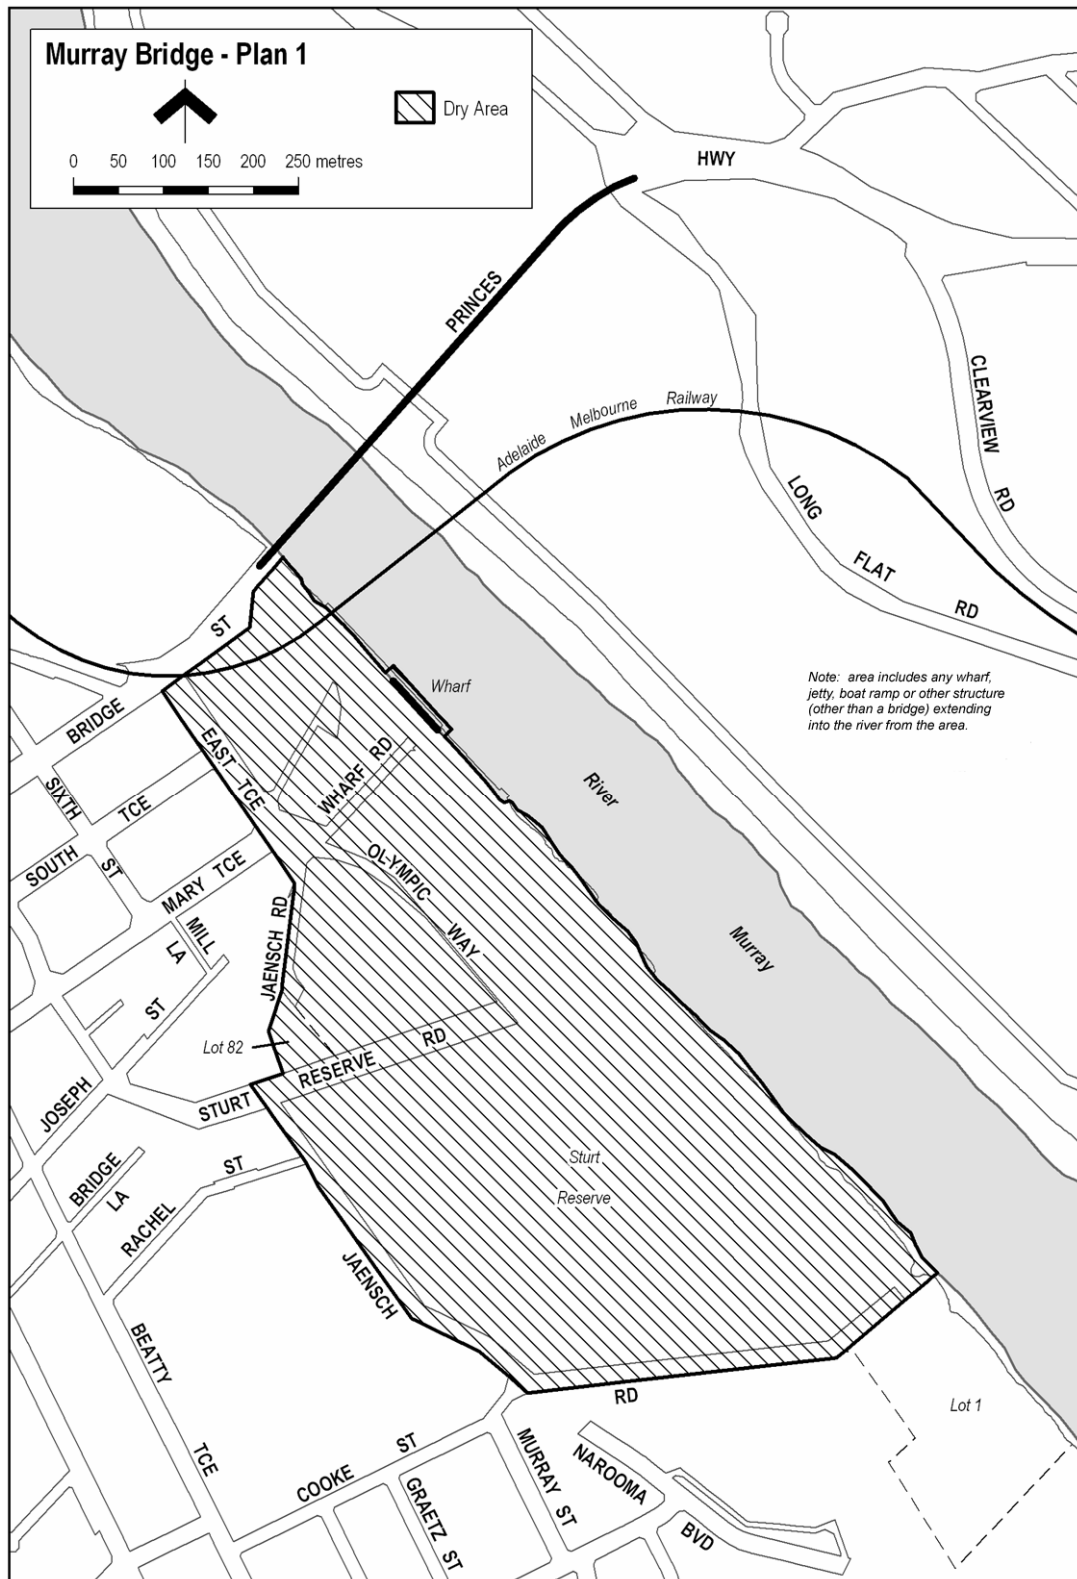 Murray Bridge - Plan 1
Dry Area
0 50 100 150 200 250 metres
HWY
PRINCES
CLEARVIEW
RD
Adelaide Melbourne Railway
LONG
FLAT
RD
ST
BRIDGE
Wharf
Note: area includes any wharf,
jetty, boat ramp or other structure
(other than a bridge) extending
into the river from the area.
EAST TCE
WHARF RD
River
SIXTH
ST
SOUTH
TCE
MARY TCE
OLYMPIC
WAY
MILL
LA
JAENSCH RD
Murray
ST
JOSEPH
Lot 82
STURT
RESERVE
RD
BRIDGE
LA
RACHEL
ST
Sturt
Reserve
JAENSCH
RD
BEATTY
TCE
Lot 1
COOKE
ST
GRAETZ ST
MURRAY ST
NAROOMA
BVD